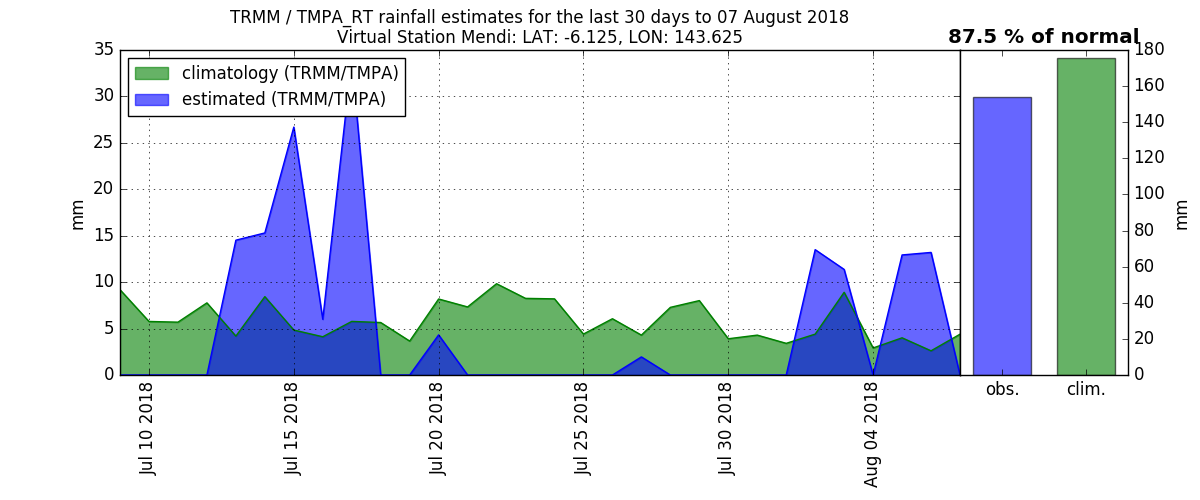 TRMM / TMPA_RT rainfall estimates for the last 30 days to 07 August 2018
Virtual Station Mendi: LAT: -6.125, LON: 143.625
87.5 % of normal
climatology (TRMM/TMPA)
estimated (TRMM/TMPA)
35
30
25
20
15
10
5
0
mm
Jul 10 2018
Jul 15 2018
Jul 20 2018
Jul 25 2018
Jul 30 2018
Aug 04 2018
180
160
140
120
100
80
60
40
20
0
mm
obs.
clim.